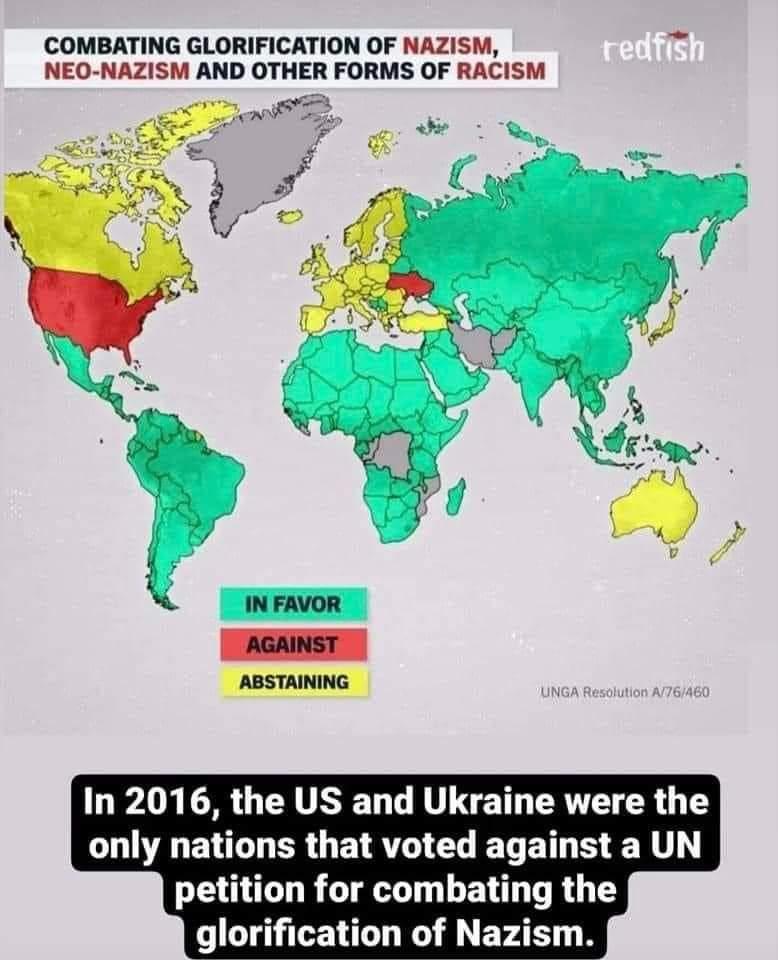 COMBATING GLORIFICATION OF NAZISM,
NEO-NAZISM AND OTHER FORMS OF RACISM
redfish
IN FAVOR
AGAINST
ABSTAINING
UNGA Resolution A/76/460
In 2016, the US and Ukraine were the
only nations that voted against a UN
petition for combating the
glorification of Nazism.